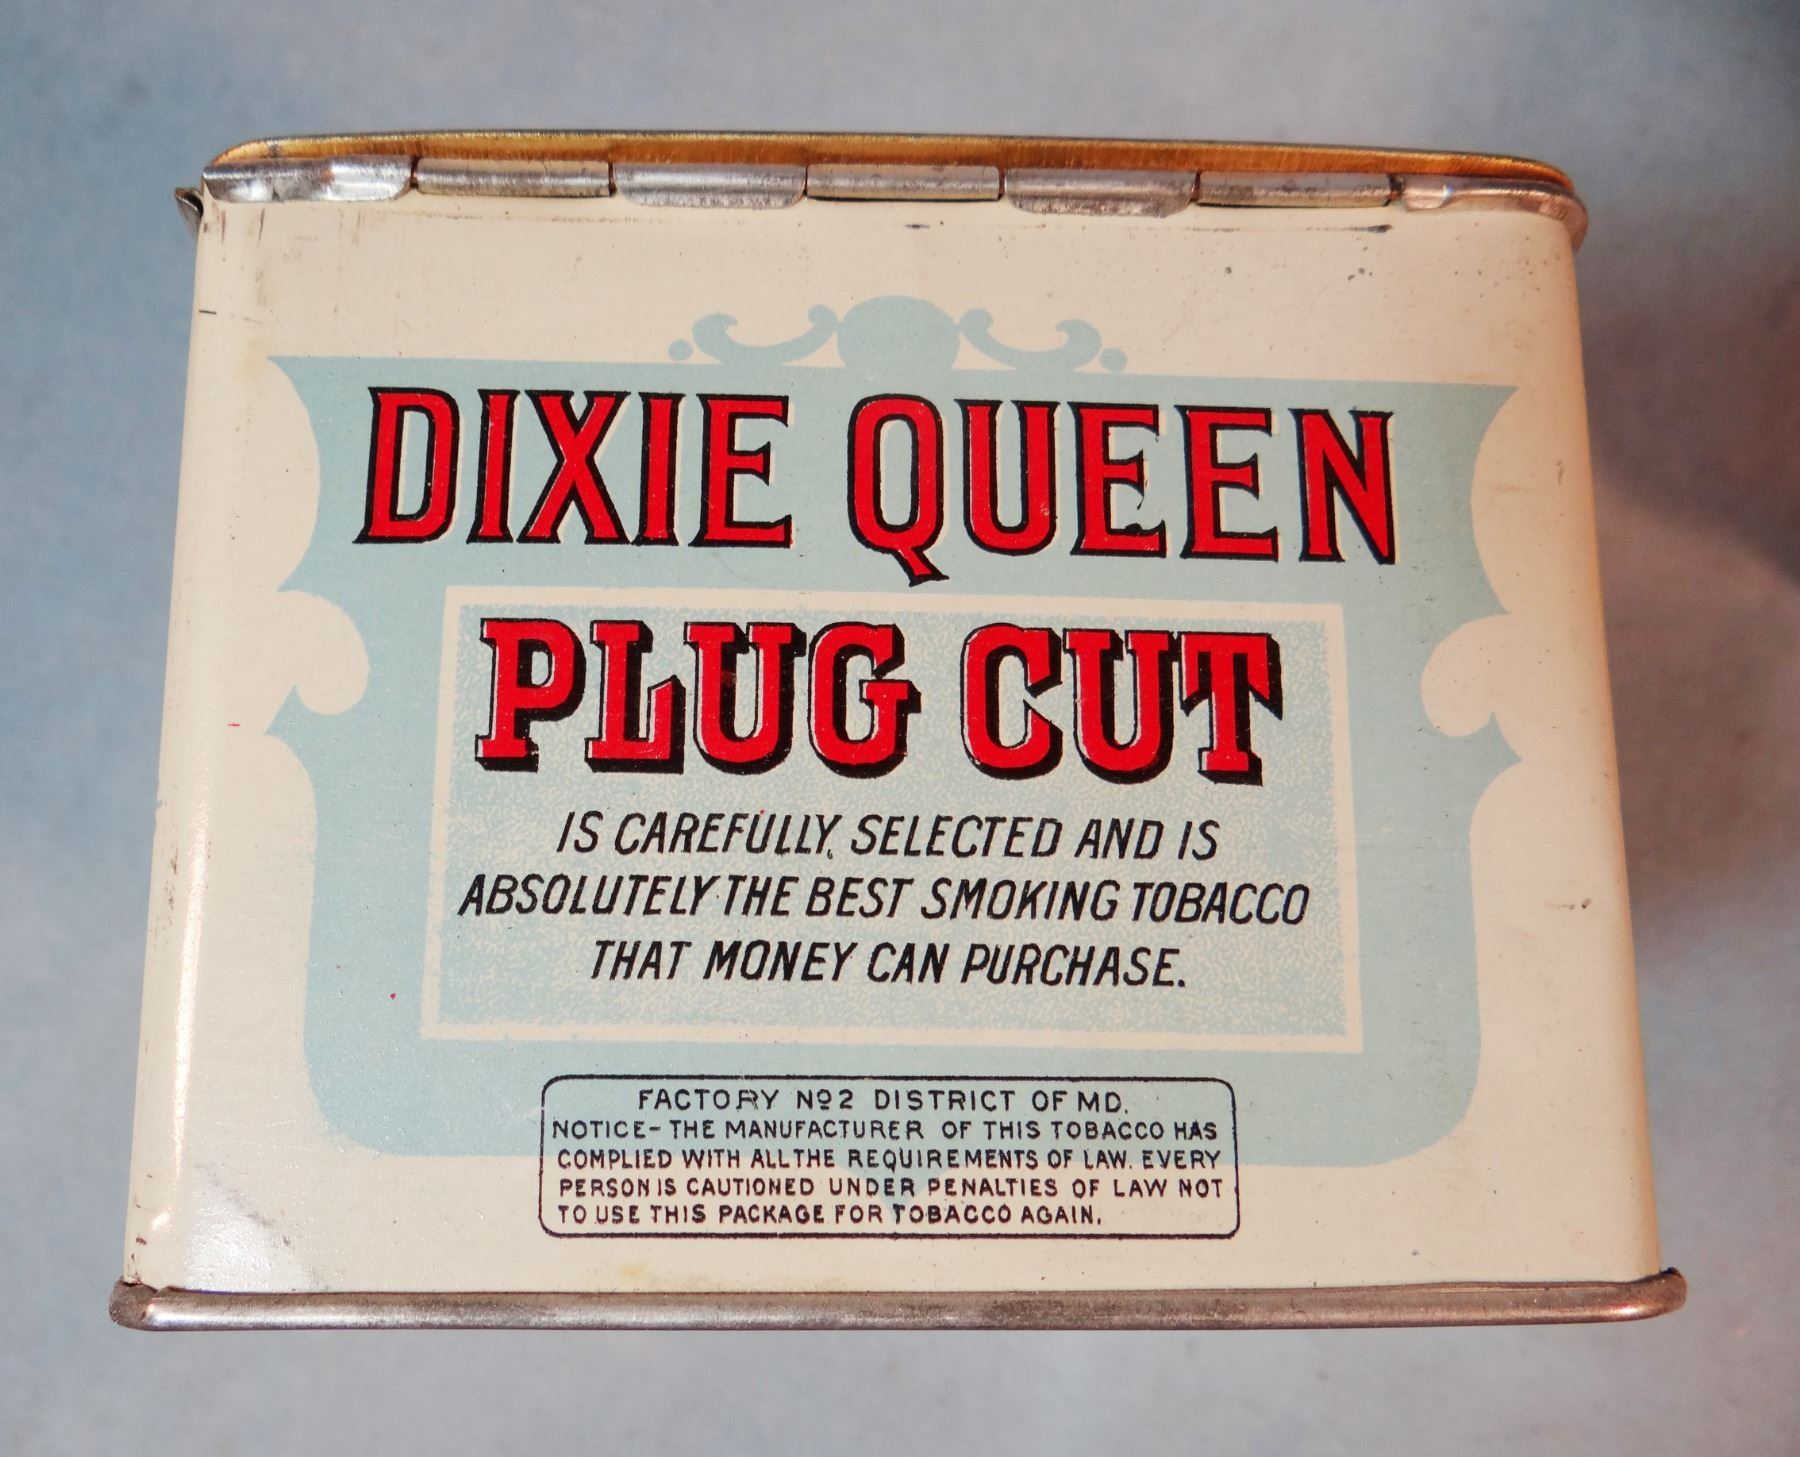 DIXIE QUEEN
PLUG CUT
IS CAREFULLY, SELECTED AND IS
ABSOLUTELY THE BEST SMOKING TOBACCO
THAT MONEY CAN PURCHASE.
FACTORY Nº2 DISTRICT OF MD.
NOTICE-THE MANUFACTURER OF THIS TOBACCO HAS
COMPLIED WITH ALL THE REQUIREMENTS OF LAW. EVERY
PERSON IS CAUTIONED UNDER PENALTIES OF LAW NOT
TO USE THIS PACKAGE FOR TOBACCO AGAIN.